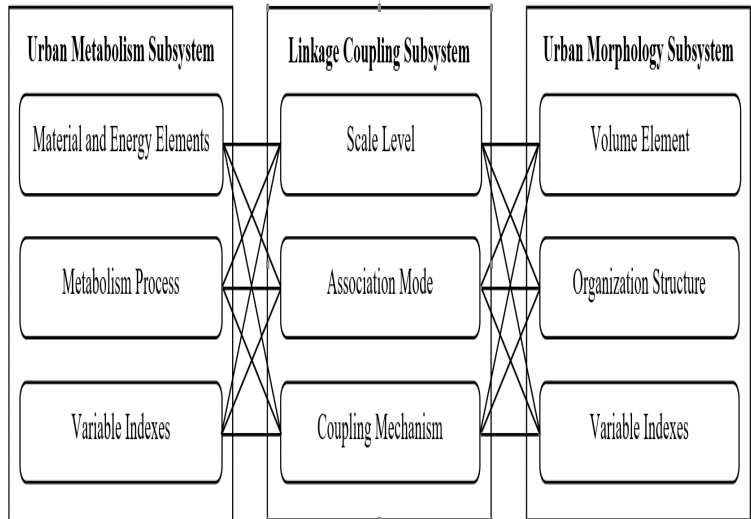 Urban Metabolism Subsystem
Material and Energy Elements
Metabolism Process
Variable Indexes
Linkage Coupling Subsystem
Scale Level
Association Mode
Coupling Mechanism
Urban Morphology Subsystem
Volume Element
Organization Structure
Variable Indexes